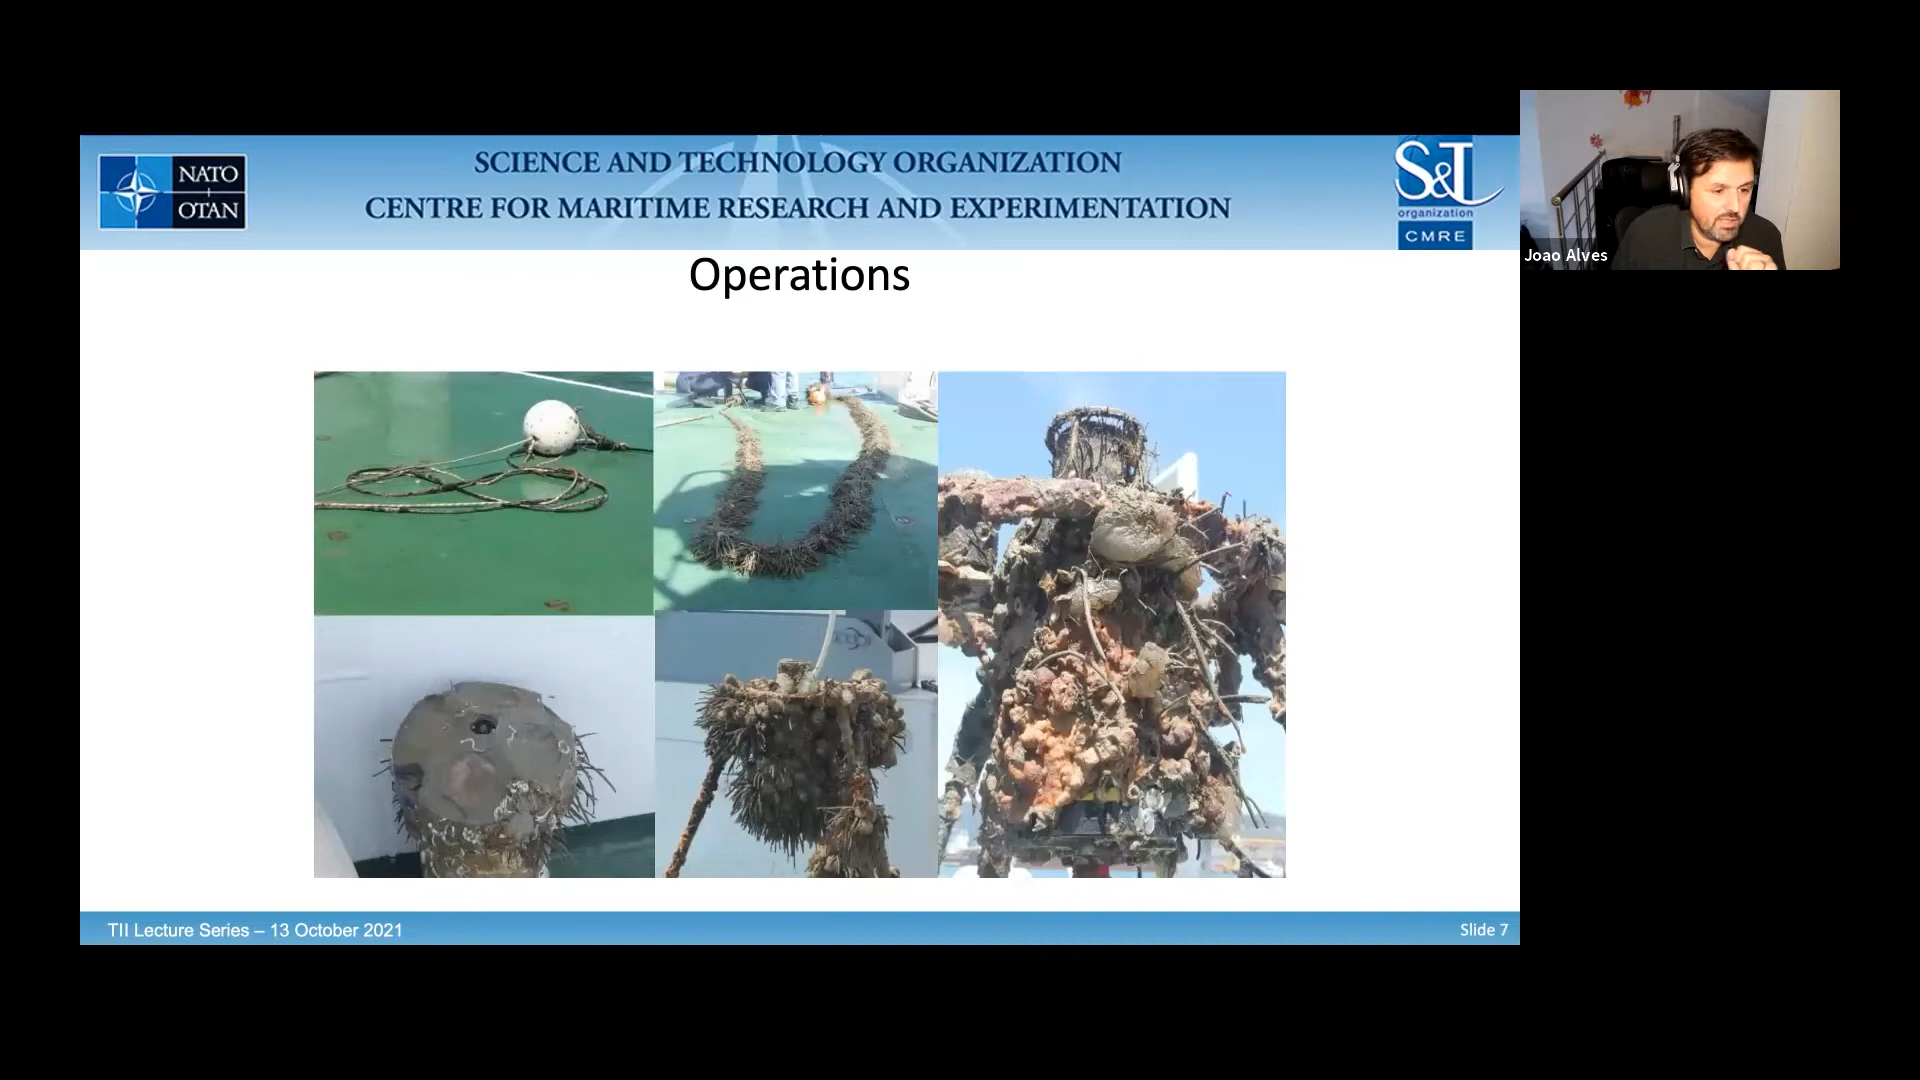 NATO
OTAN
SCIENCE AND TECHNOLOGY ORGANIZATION
CENTRE FOR MARITIME RESEARCH AND EXPERIMENTATION
S&T
organization
CMRE
Joao Alves
Operations
TII Lecture Series – 13 October 2021
Slide 7